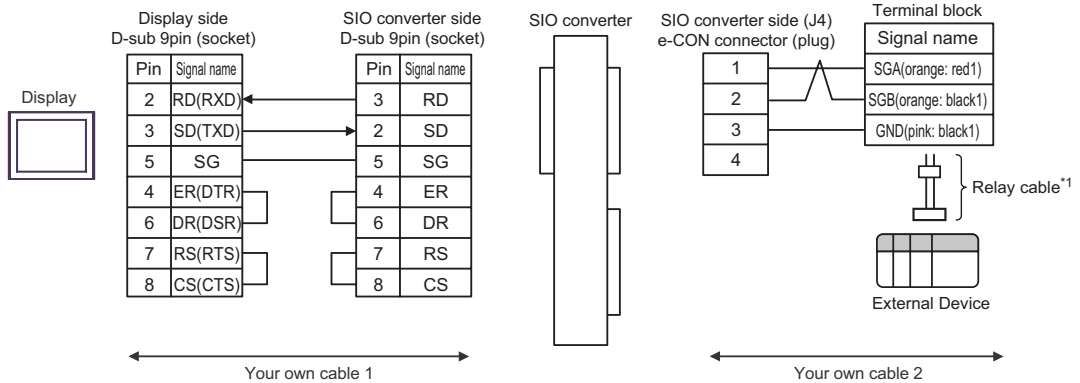 Display side
D-sub 9pin (socket)
SIO converter side
D-sub 9pin (socket)
SIO converter
SIO converter side (J4)
e-CON connector (plug)
Terminal block
Display
Pin Signal name
2 RD(RXD)
3 SD(TXD)
5 SG
4 ER(DTR)
6 DR(DSR)
7 RS(RTS)
8 CS(CTS)
Pin Signal name
3 RD
2 SD
5 SG
4 ER
6 DR
7 RS
8 CS
1
2
3
4
Signal name
SGA(orange: red1)
SGB(orange: black1)
GND(pink: black1)
Relay cable*1
External Device
Your own cable 1
Your own cable 2